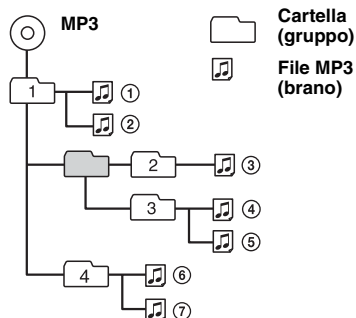 MP3
Cartella
(gruppo)
File MP3
(brano)
1
①
②
2
③
3
④
⑤
4
⑥
⑦